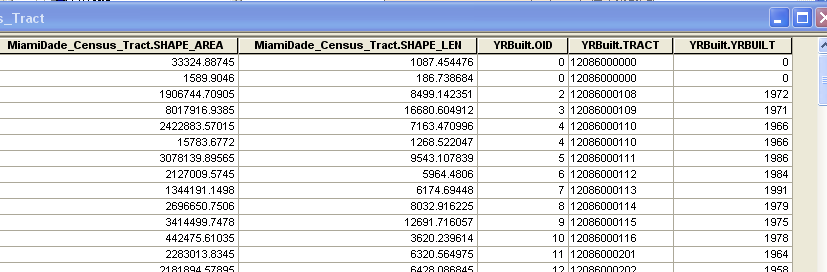 s_Tract
MiamiDade_Census_Tract.SHAPE_AREA MiamiDade_Census_Tract.SHAPE_LEN YRBuilt.OID YRBuilt.TRACT YRBuilt.YRBUILT
33324.88745 1087.454476 0 12086000000 0
1589.9046 186.738684 0 12086000000 0
1906744.70905 8499.142351 2 12086000108 1972
8017916.9385 16680.604912 3 12086000109 1971
2422883.57015 7163.470996 4 12086000110 1966
15783.6772 1268.522047 4 12086000110 1966
3078139.89565 9543.107839 5 12086000111 1986
2127009.5745 5964.4806 6 12086000112 1984
1344191.1498 6174.69448 7 12086000113 1991
2696650.7506 8032.916225 8 12086000114 1979
3414499.7478 12691.716057 9 12086000115 1975
442475.61035 3620.239614 10 12086000116 1978
2283013.8345 6320.564975 11 12086000201 1964
2181894.57895 6428.086845 12 12086000202 1958